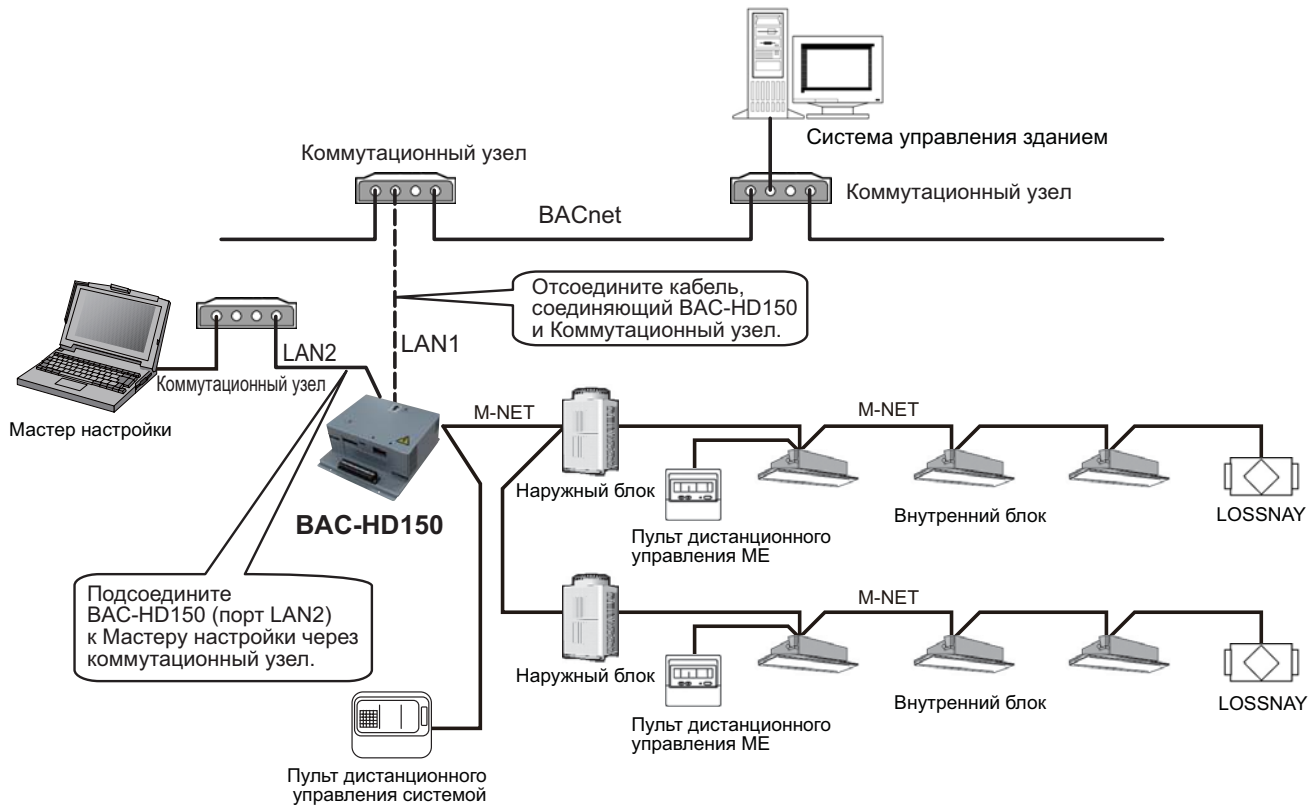 Система управления зданием
Коммутационный узел
Коммутационный узел
BACnet
Отсоедините кабель,
соединяющий BAC-HD150
и Коммутационный узел.
LAN1
LAN2
Коммутационный узел
Мастер настройки
BAC-HD150
M-NET
M-NET
Наружный блок
Пульт дистанционного
управления ME
Внутренний блок
LOSSNAY
Подсоедините
BAC-HD150 (порт LAN2)
к Мастеру настройки через
коммутационный узел.
M-NET
Наружный блок
Пульт дистанционного
управления ME
Внутренний блок
LOSSNAY
Пульт дистанционного
управления системой